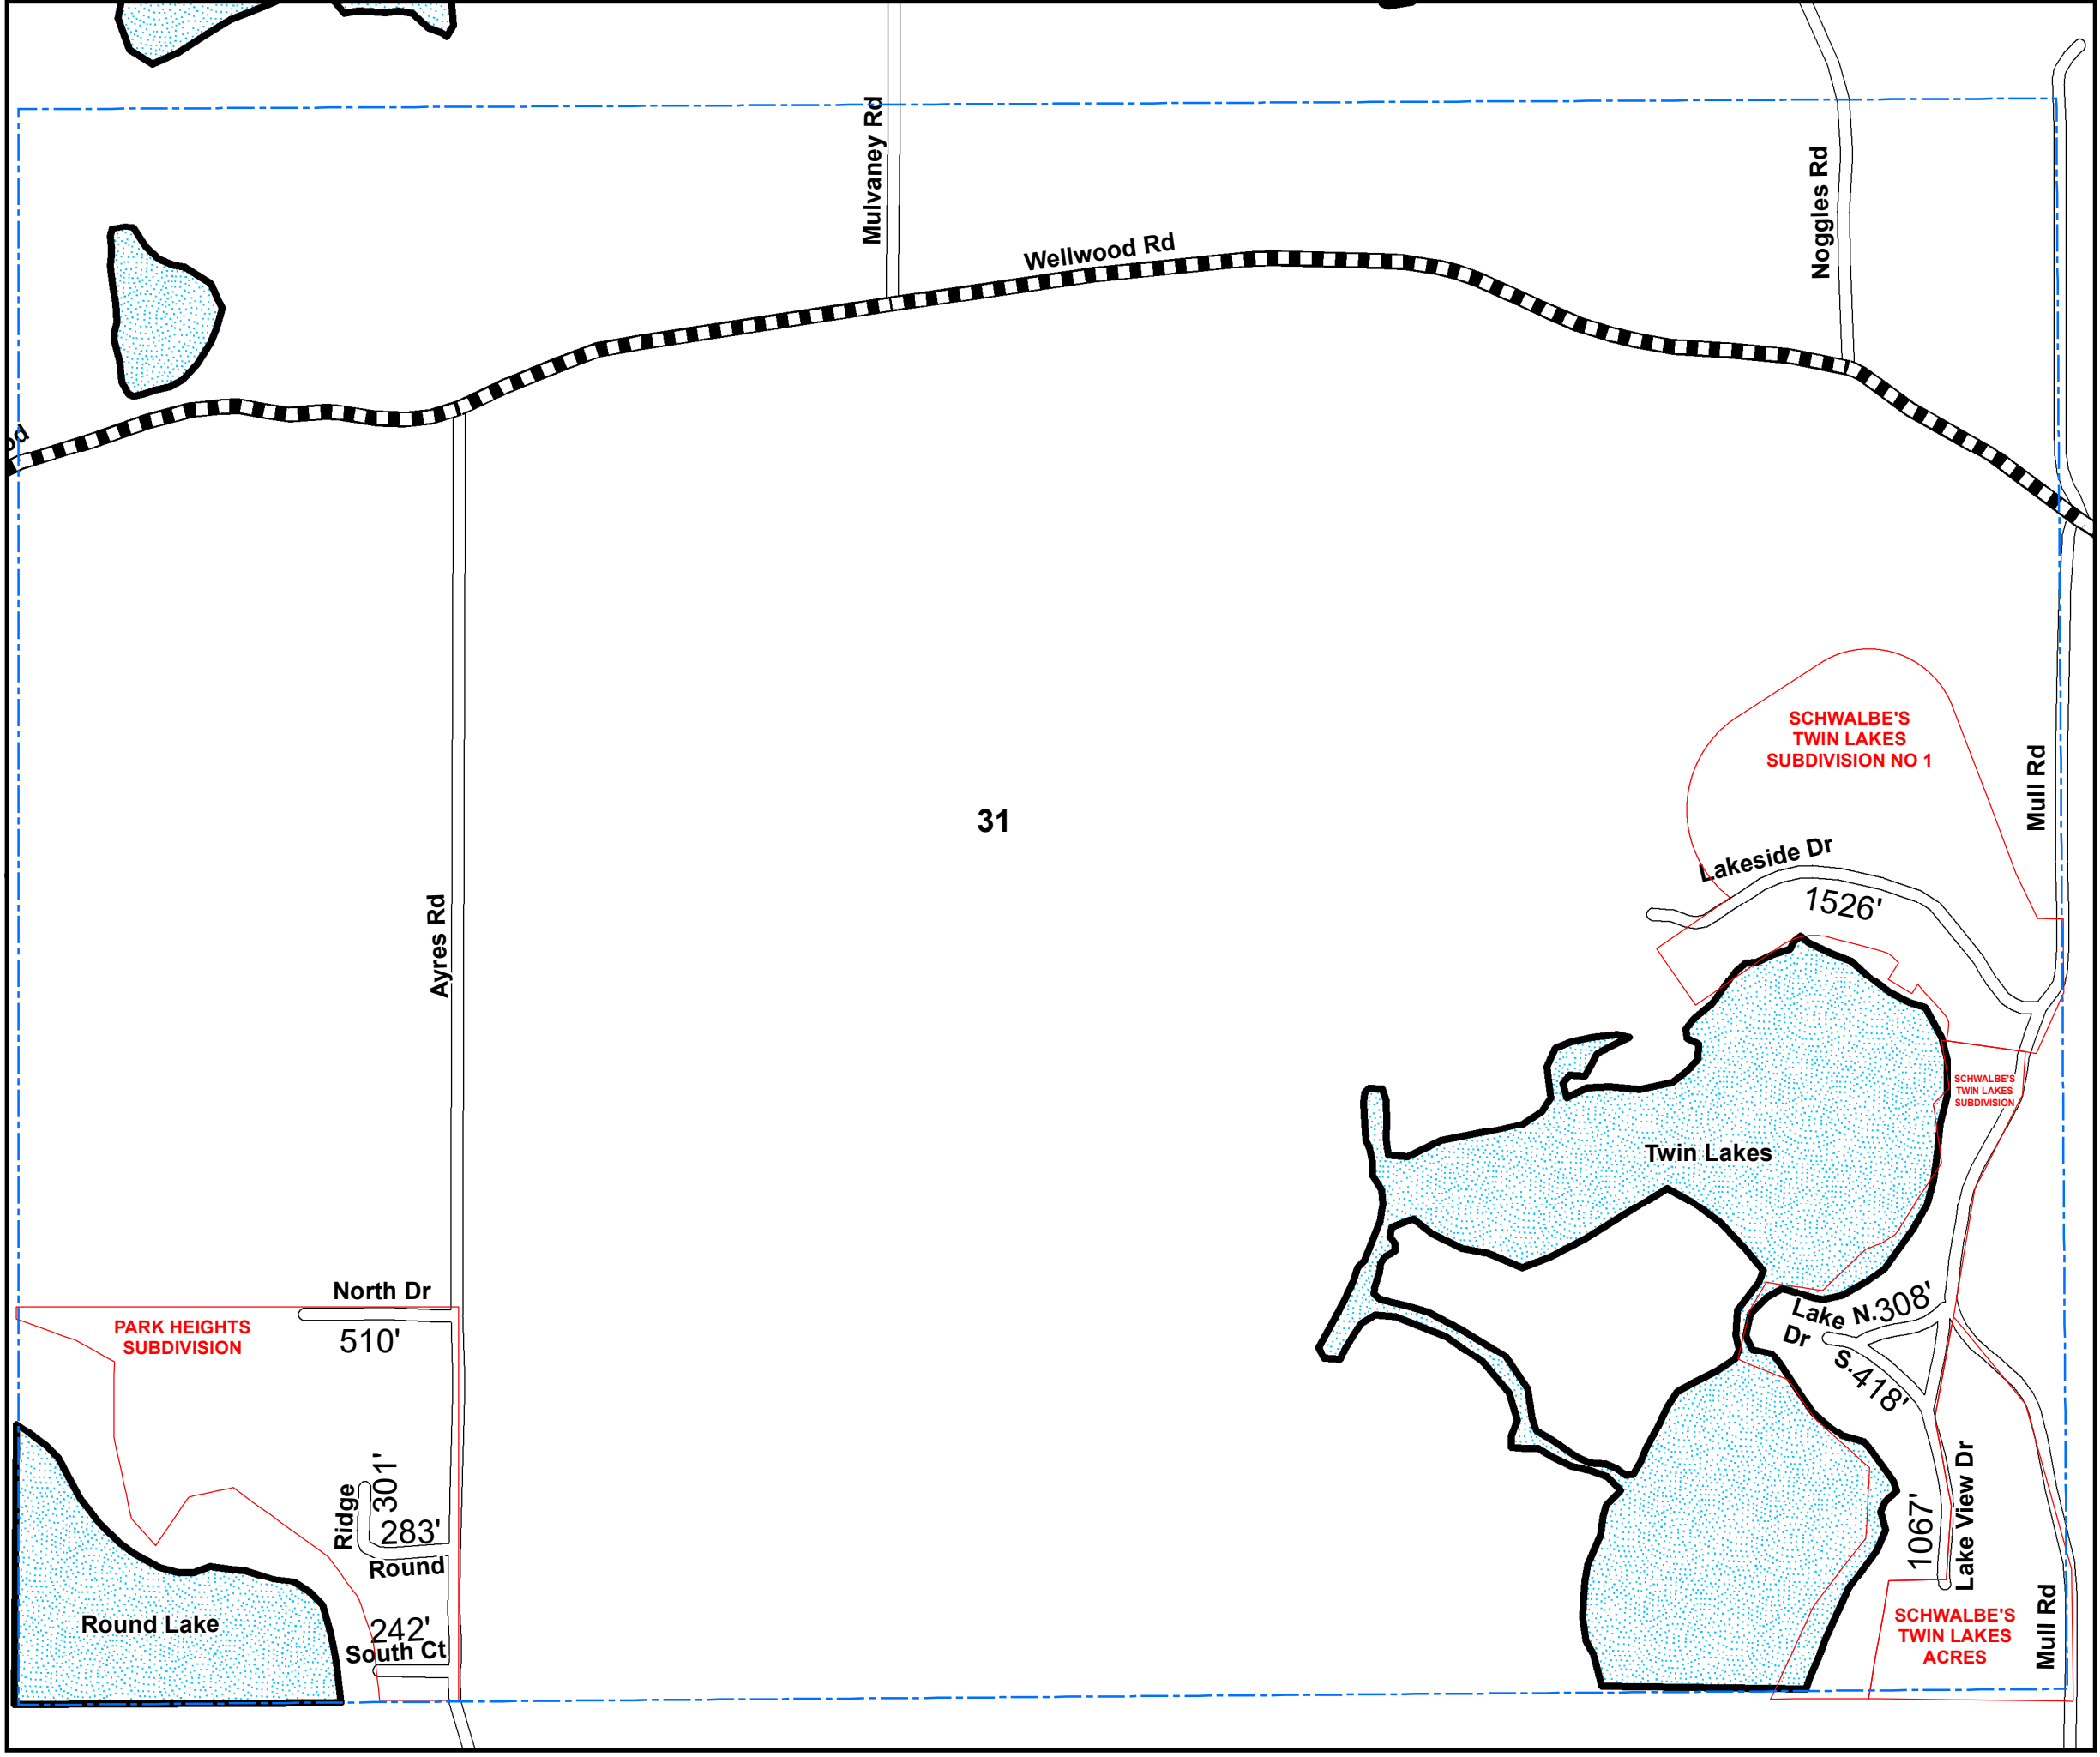 Mulvaney Rd
Noggles Rd
Wellwood Rd
od
SCHWALBE'S
TWIN LAKES
SUBDIVISION NO 1
Mull Rd
31
Lakeside Dr
1526'
Ayres Rd
SCHWALBE'S
TWIN LAKES
SUBDIVISION
Twin Lakes
North Dr
510'
PARK HEIGHTS
SUBDIVISION
Lake N.308'
Dr
S.418'
Ridge
301'
283'
Round
1067'
Lake View Dr
Round Lake
242'
South Ct
SCHWALBE'S
TWIN LAKES
ACRES
Mull Rd